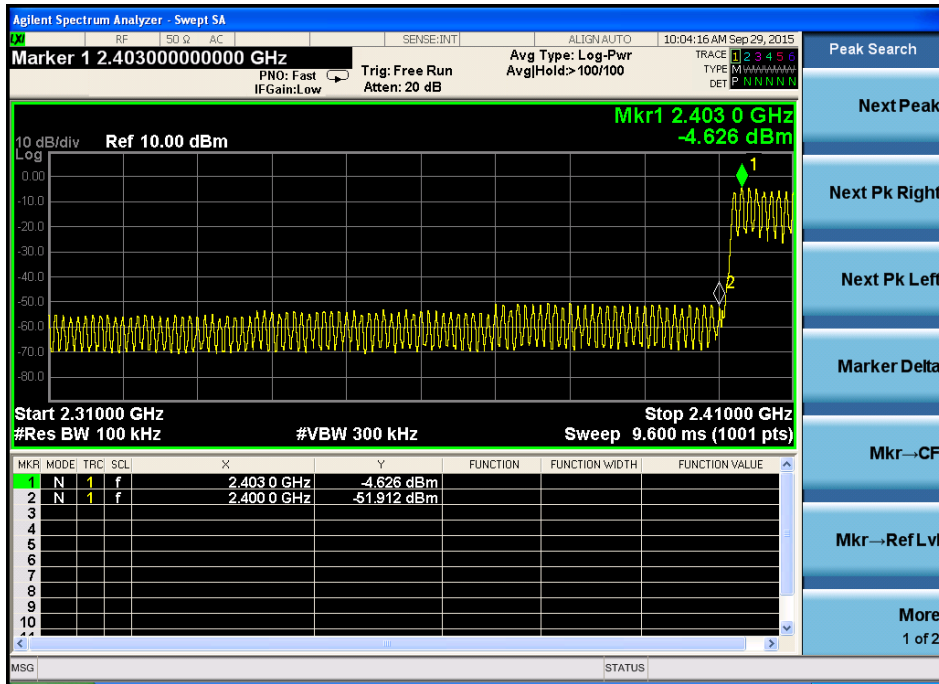 Agilent Spectrum Analyzer - Swept SA
LXI RF 50 Ω AC SENSE:INT ALIGN AUTO 10:04:16 AM Sep 29, 2015
Marker 1 2.403000000000 GHz
PNO: Fast
IFGain:Low
Trig: Free Run
Atten: 20 dB
Avg Type: Log-Pwr
Avg|Hold:> 100/100
TRACE 1 2 3 4 5 6
TYPE M
DET P N N N N N
Mkr1 2.403 0 GHz
-4.626 dBm
10 dB/div Ref 10.00 dBm
Log
1
0.00
-10.0
-20.0
-30.0
2
-40.0
-50.0
-60.0
-70.0
-80.0
Start 2.31000 GHz Stop 2.41000 GHz
#Res BW 100 kHz #VBW 300 kHz Sweep 9.600 ms (1001 pts)
MKR MODE TRC SCL X Y FUNCTION FUNCTION WIDTH FUNCTION VALUE
1 N 1 f 2.403 0 GHz -4.626 dBm
2 N 1 f 2.400 0 GHz -51.912 dBm
3
4
5
6
7
8
9
10
MSG STATUS
Peak Search
Next Peak
Next Pk Right
Next Pk Left
Marker Delta
Mkr→CF
Mkr→Ref Lvl
More
1 of 2